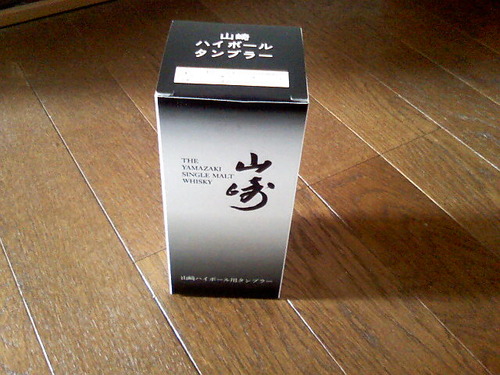 山崎
ハイボール
タンブラー
THE
YAMAZAKI
SINGLE MALT
WHISKY
山崎
山崎ハイボール用タンブラー